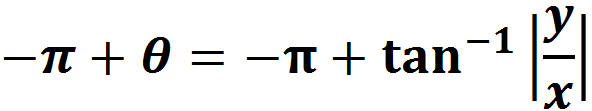 −π + θ = −π + tan⁻¹ |y/x|